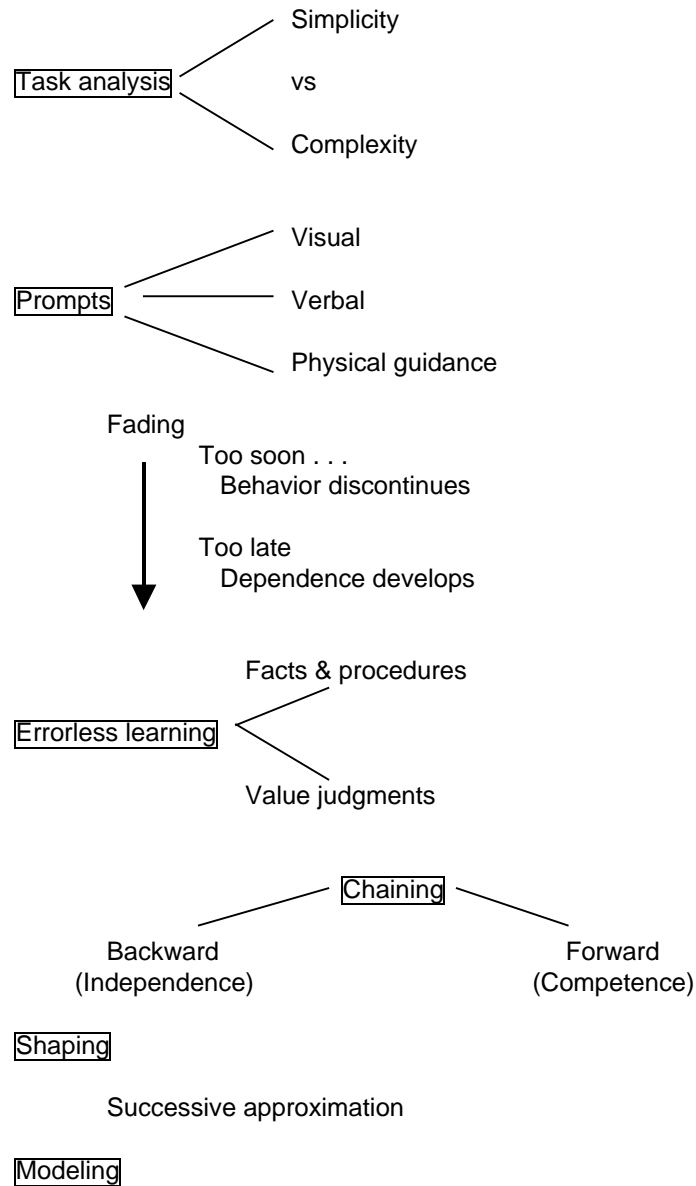 Simplicity
Task analysis
vs
Complexity
Visual
Prompts
Verbal
Physical guidance
Fading
Too soon . . .
Behavior discontinues
Too late
Dependence develops
Facts & procedures
Errorless learning
Value judgments
Chaining
Backward
(Independence)
Forward
(Competence)
Shaping
Successive approximation
Modeling